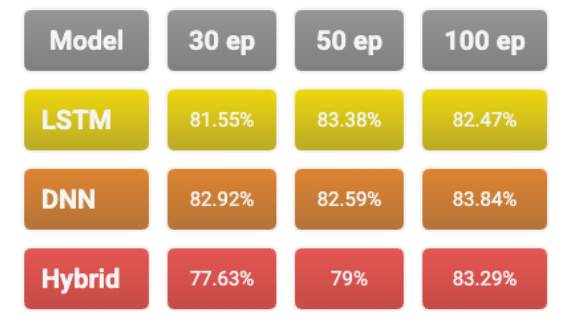 Model 30 ep 50 ep 100 ep
LSTM 81.55% 83.38% 82.47%
DNN 82.92% 82.59% 83.84%
Hybrid 77.63% 79% 83.29%